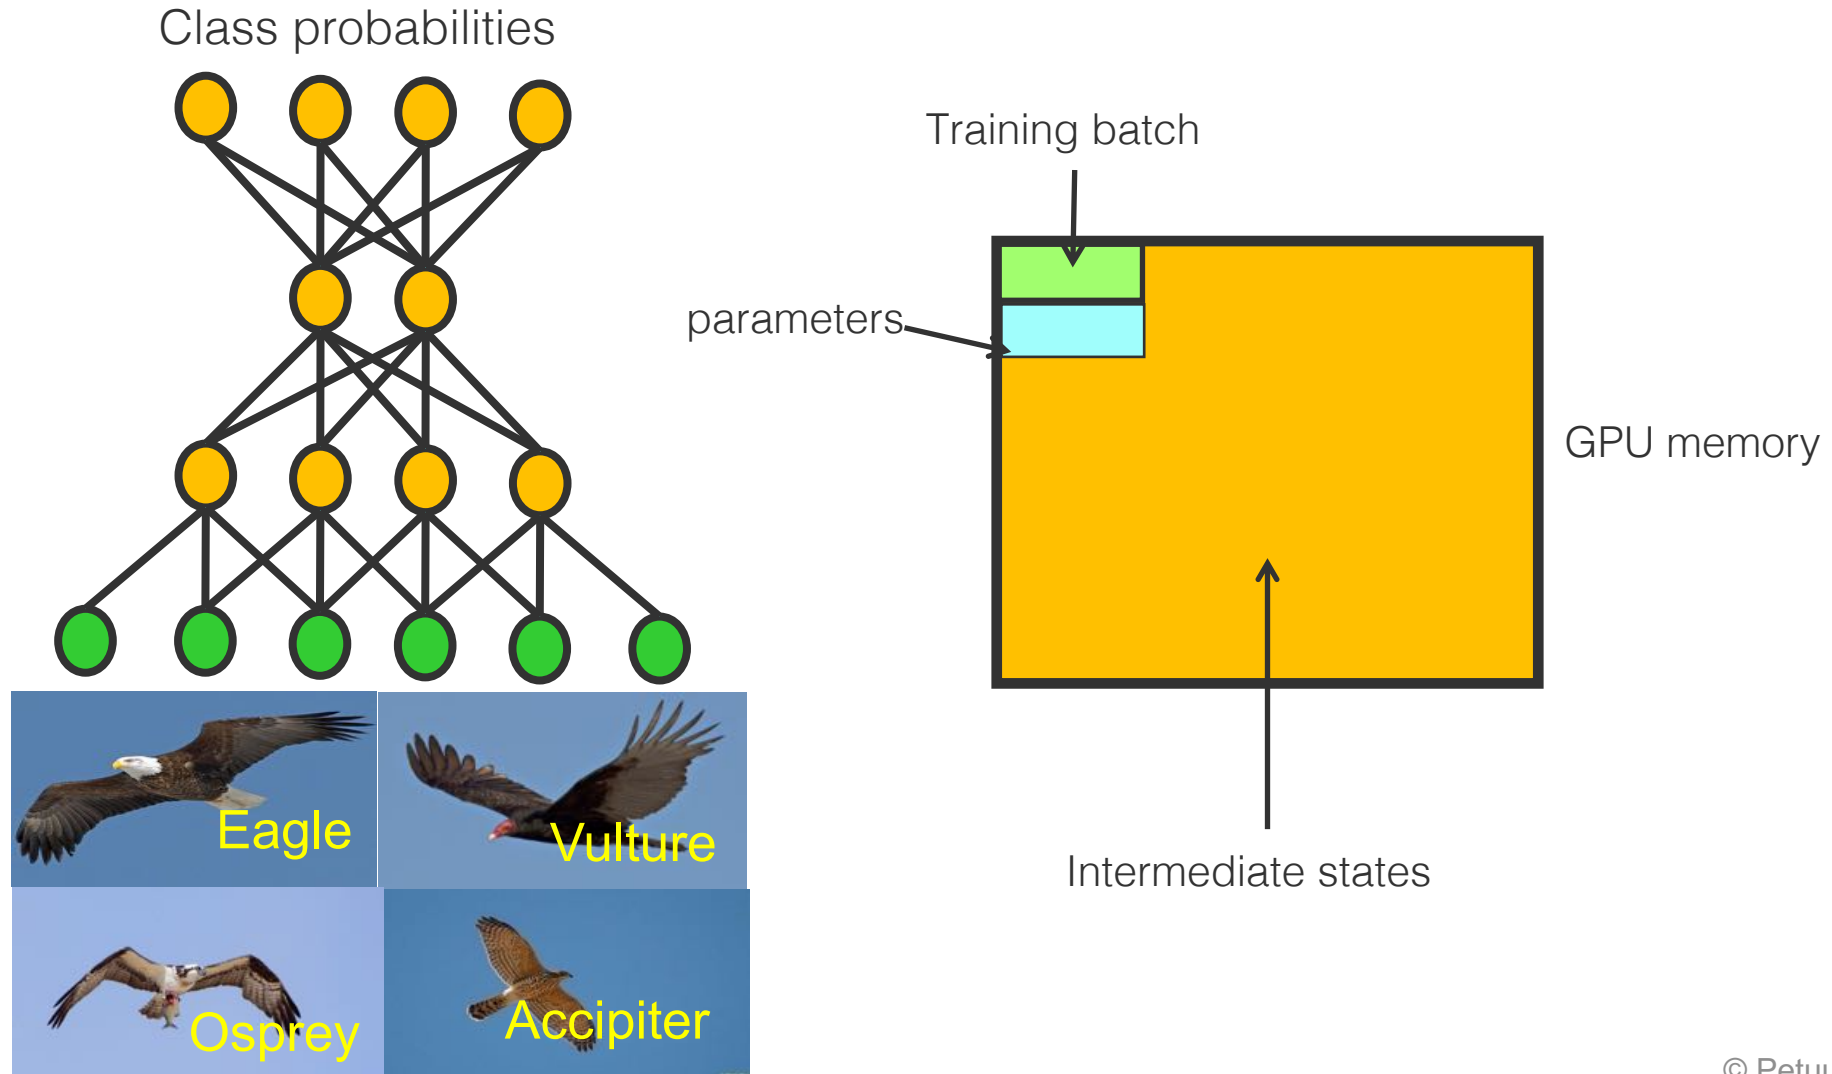 Class probabilities
Training batch
parameters
GPU memory
Intermediate states
Eagle
Vulture
Osprey
Accipiter
©